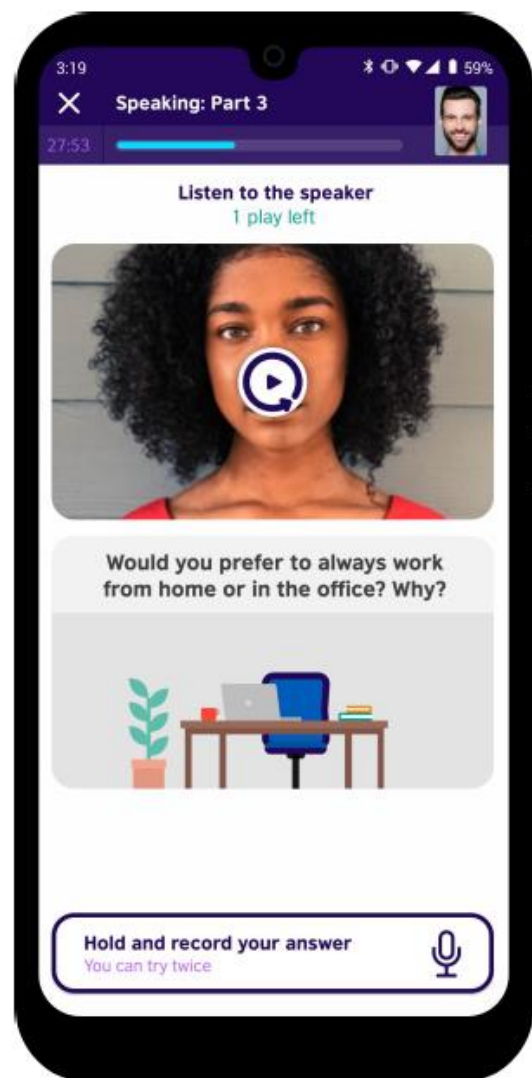 3:19 59%
Speaking: Part 3
27:53
Listen to the speaker
1 play left
Would you prefer to always work
from home or in the office? Why?
Hold and record your answer
You can try twice